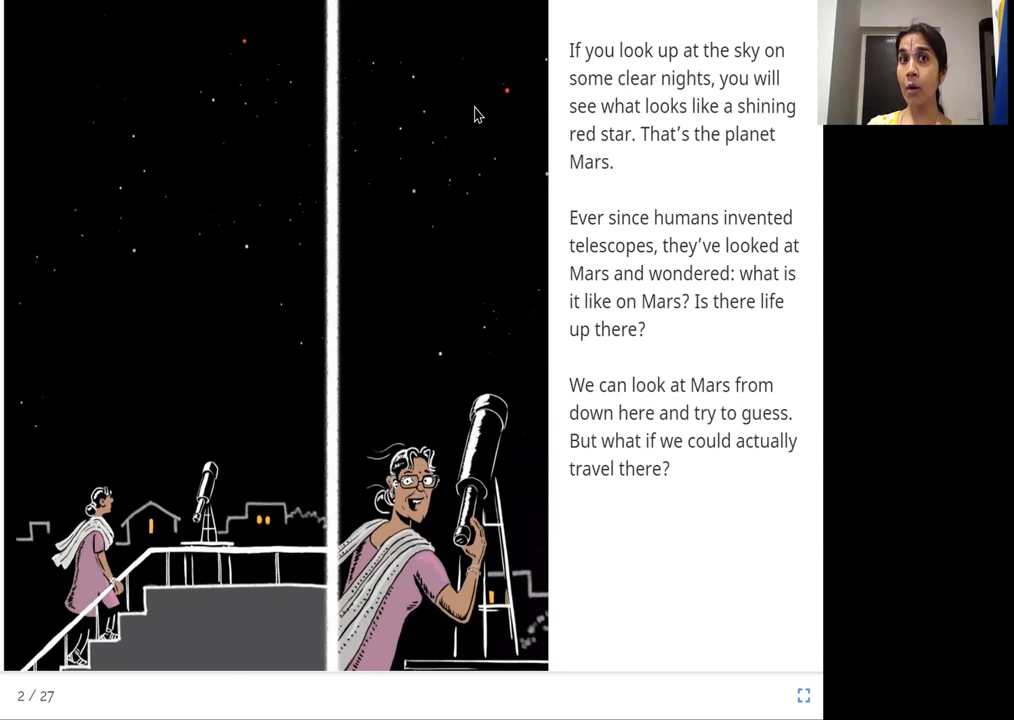 If you look up at the sky on
some clear nights, you will
see what looks like a shining
red star. That’s the planet
Mars.
Ever since humans invented
telescopes, they’ve looked at
Mars and wondered: what is
it like on Mars? Is there life
up there?
We can look at Mars from
down here and try to guess.
But what if we could actually
travel there?
2 / 27